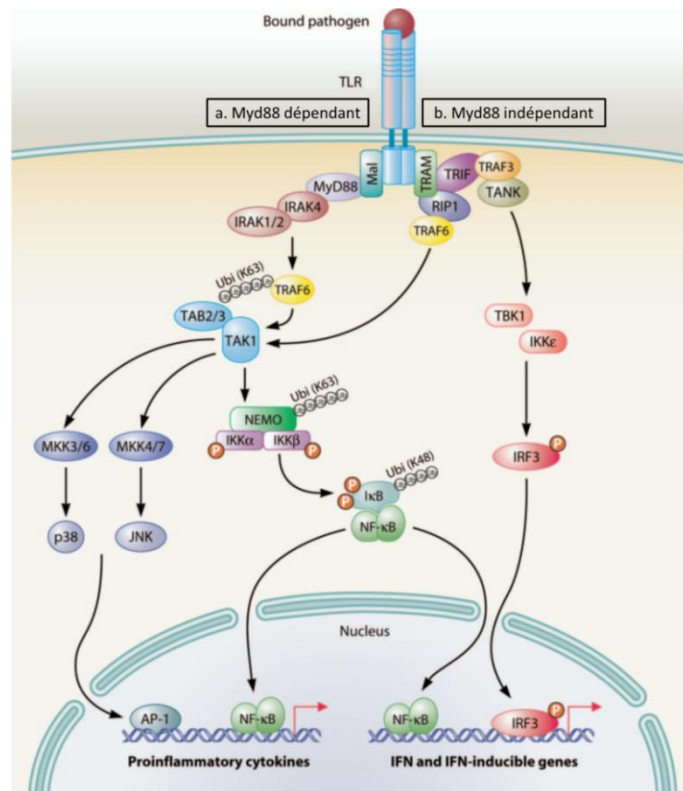 Bound pathogen
TLR
a. Myd88 dépendant
b. Myd88 indépendant
Mal
TRAM
TRIF
TRAF3
MyD88
TANK
IRAK4
RIP1
IRAK1/2
TRAF6
Ubi (K63)
TRAF6
TAB2/3
TAK1
TBK1
IKKε
Ubi (K63)
NEMO
MKK3/6
MKK4/7
P
IKKα
IKKβ
P
Ubi (K48)
P
IRF3
P
P
IκB
NF-κB
p38
JNK
Nucleus
AP-1
NF-κB
NF-κB
IRF3
P
Proinflammatory cytokines
IFN and IFN-inducible genes